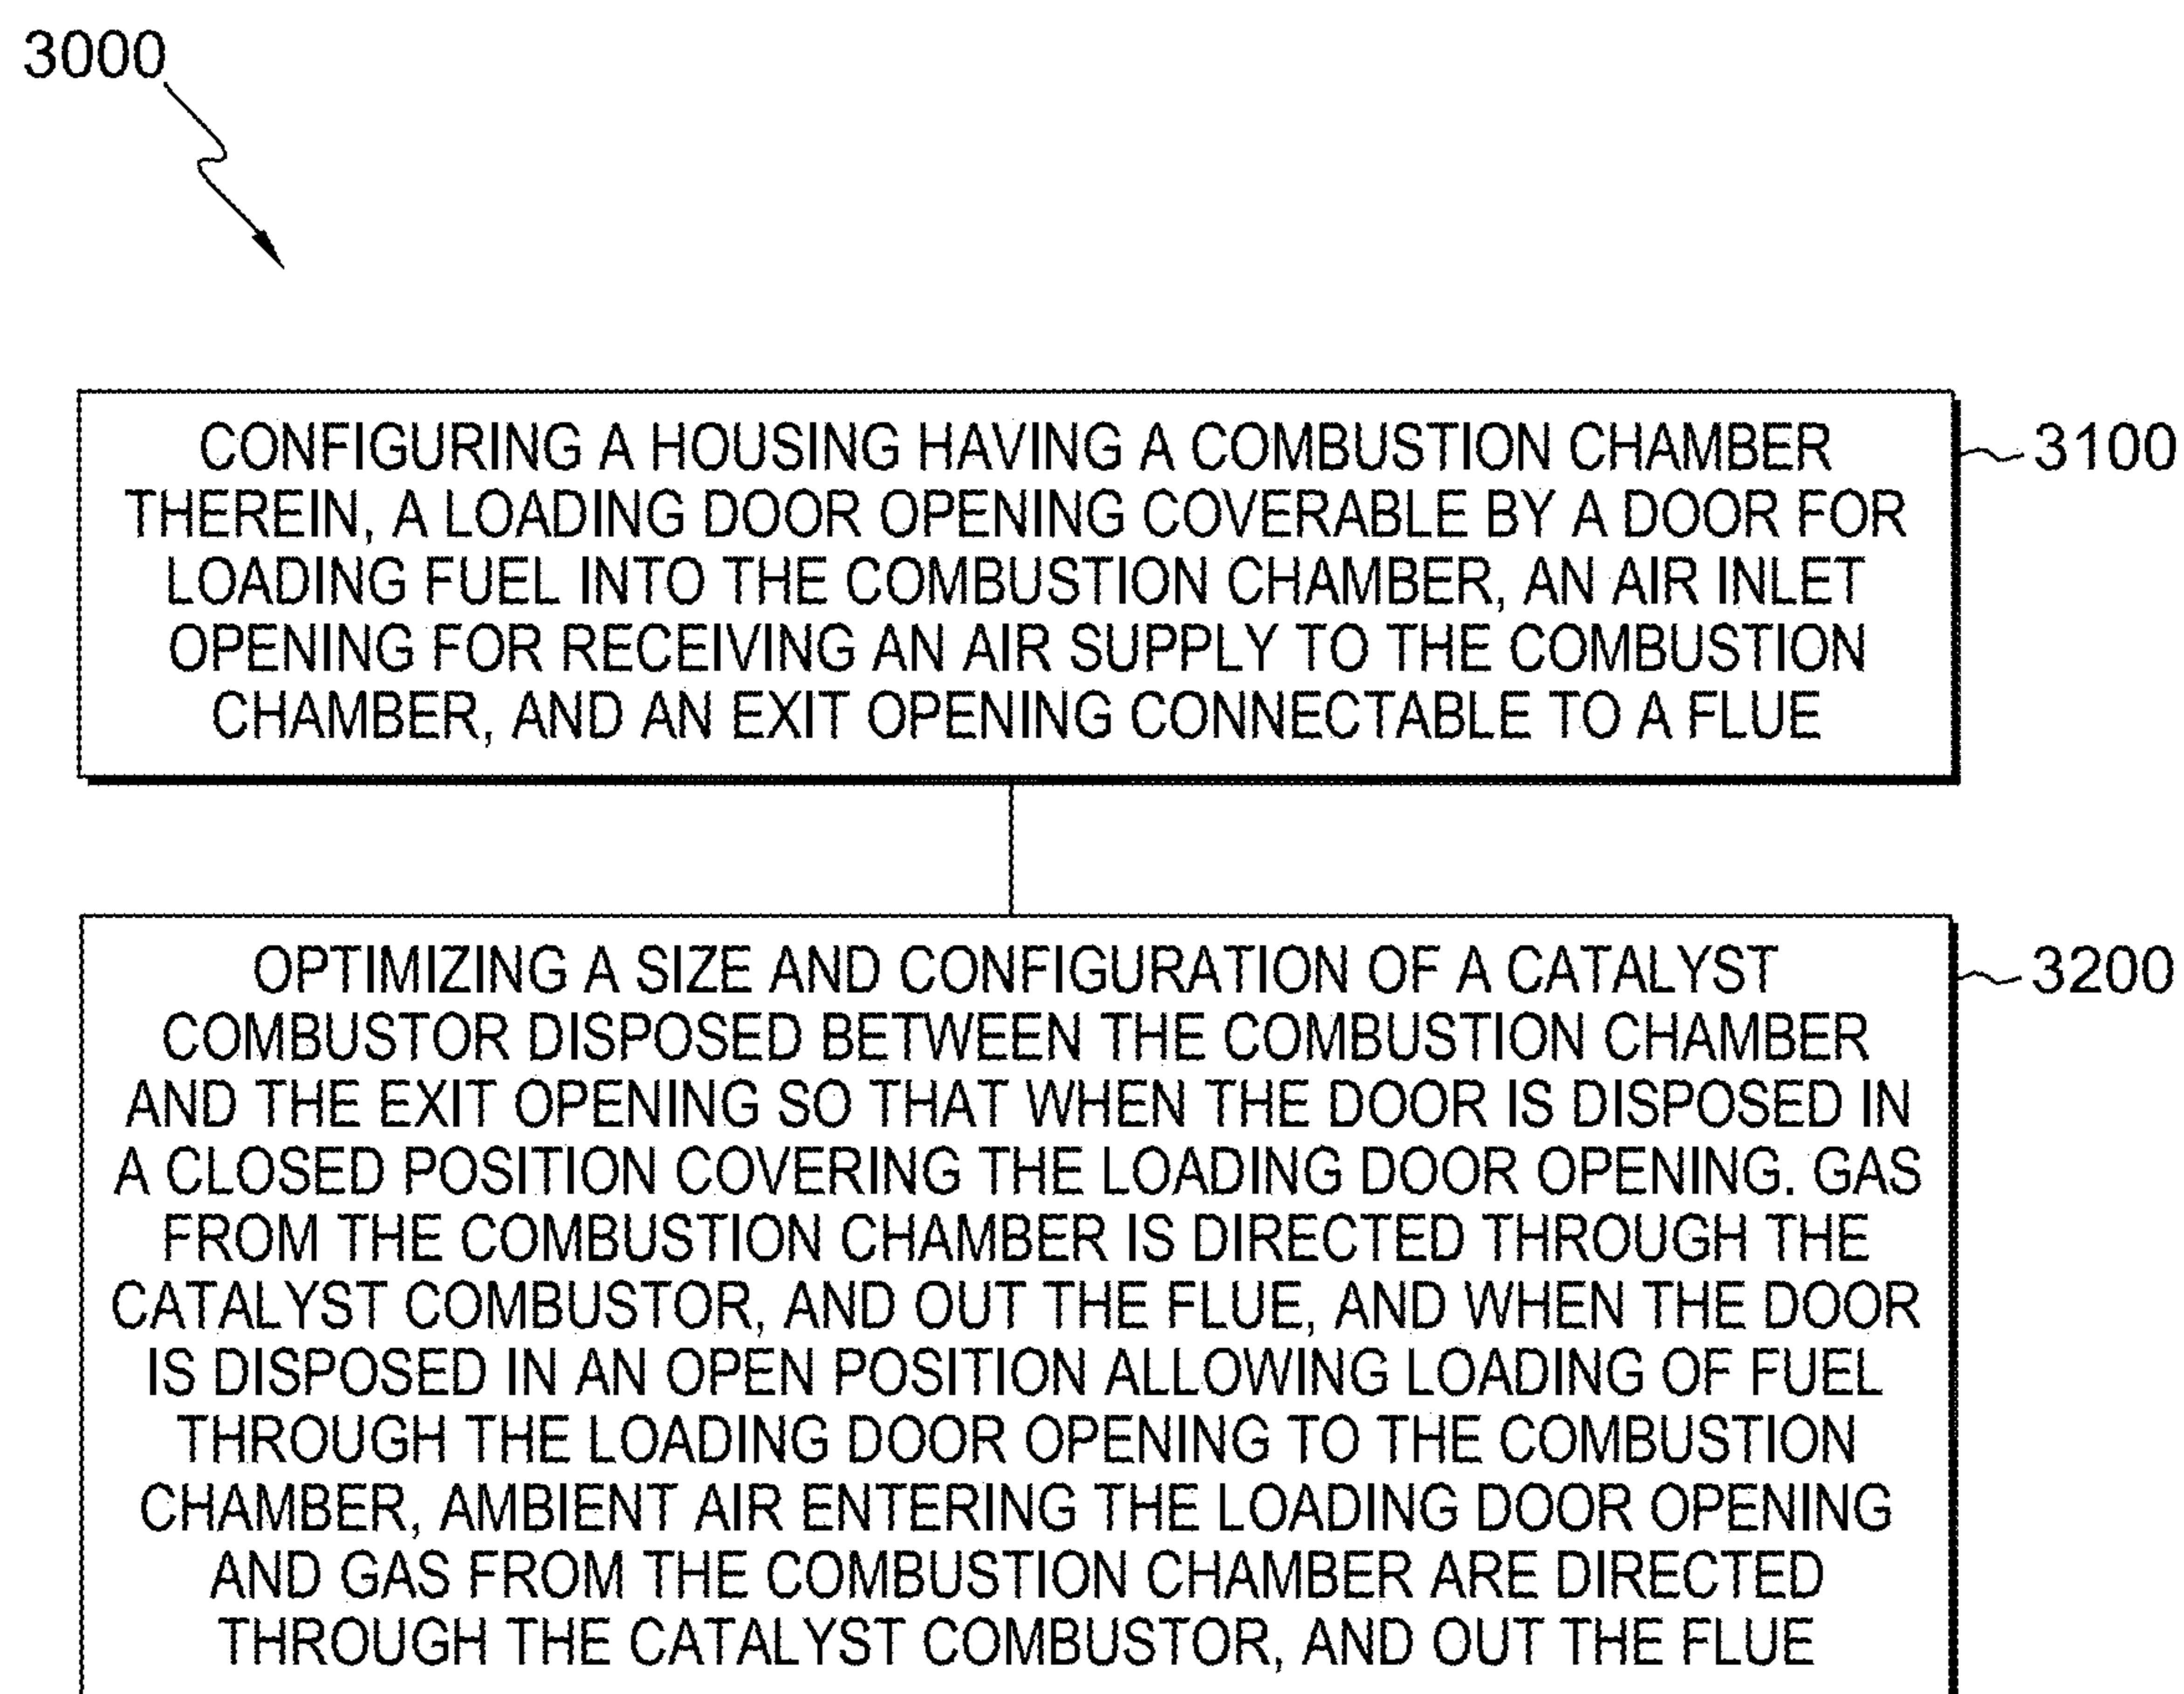 3000
CONFIGURING A HOUSING HAVING A COMBUSTION CHAMBER
3100
THEREIN, A LOADING DOOR OPENING COVERABLE BY A DOOR FOR
LOADING FUEL INTO THE COMBUSTION CHAMBER, AN AIR INLET
OPENING FOR RECEIVING AN AIR SUPPLY TO THE COMBUSTION
CHAMBER, AND AN EXIT OPENING CONNECTABLE TO A FLUE
OPTIMIZING A SIZE AND CONFIGURATION OF A CATALYST
3200
COMBUSTOR DISPOSED BETWEEN THE COMBUSTION CHAMBER
AND THE EXIT OPENING SO THAT WHEN THE DOOR IS DISPOSED IN
A CLOSED POSITION COVERING THE LOADING DOOR OPENING. GAS
FROM THE COMBUSTION CHAMBER IS DIRECTED THROUGH THE
CATALYST COMBUSTOR, AND OUT THE FLUE, AND WHEN THE DOOR
IS DISPOSED IN AN OPEN POSITION ALLOWING LOADING OF FUEL
THROUGH THE LOADING DOOR OPENING TO THE COMBUSTION
CHAMBER, AMBIENT AIR ENTERING THE LOADING DOOR OPENING
AND GAS FROM THE COMBUSTION CHAMBER ARE DIRECTED
THROUGH THE CATALYST COMBUSTOR, AND OUT THE FLUE